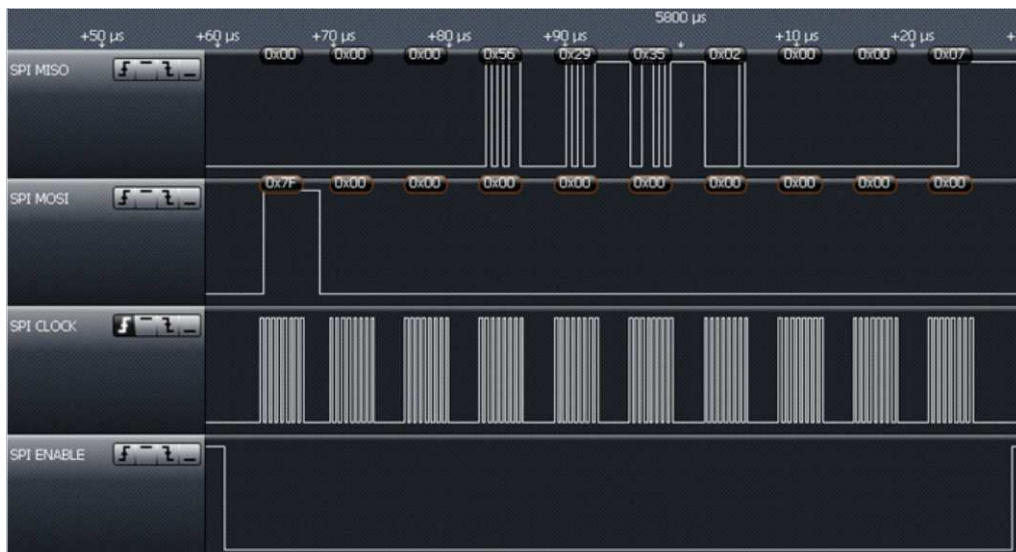 5800 µs
+50 µs +60 µs +70 µs +80 µs +90 µs +10 µs +20 µs +
SPI MISO 0x00 0x00 0x00 0x56 0x29 0x35 0x02 0x00 0x00 0x07
SPI MOSI 0x7F 0x00 0x00 0x00 0x00 0x00 0x00 0x00 0x00 0x00
SPI CLOCK
SPI ENABLE